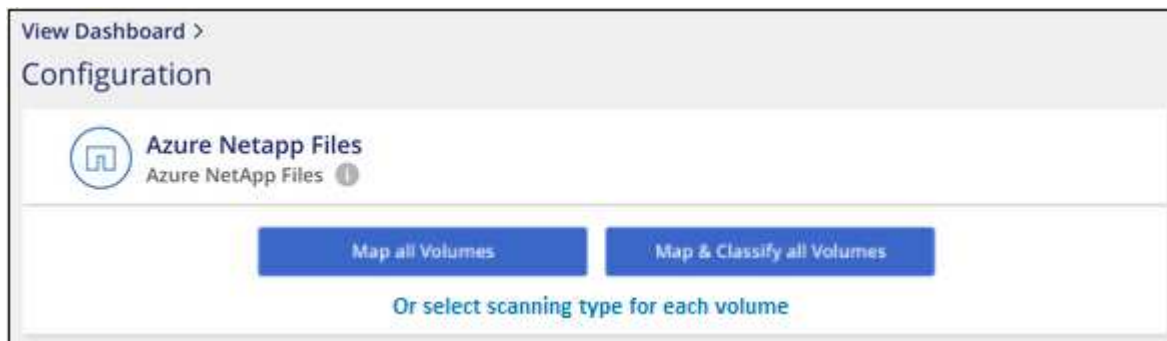 View Dashboard >
Configuration
Azure Netapp Files
Azure NetApp Files i
Map all Volumes
Map & Classify all Volumes
Or select scanning type for each volume